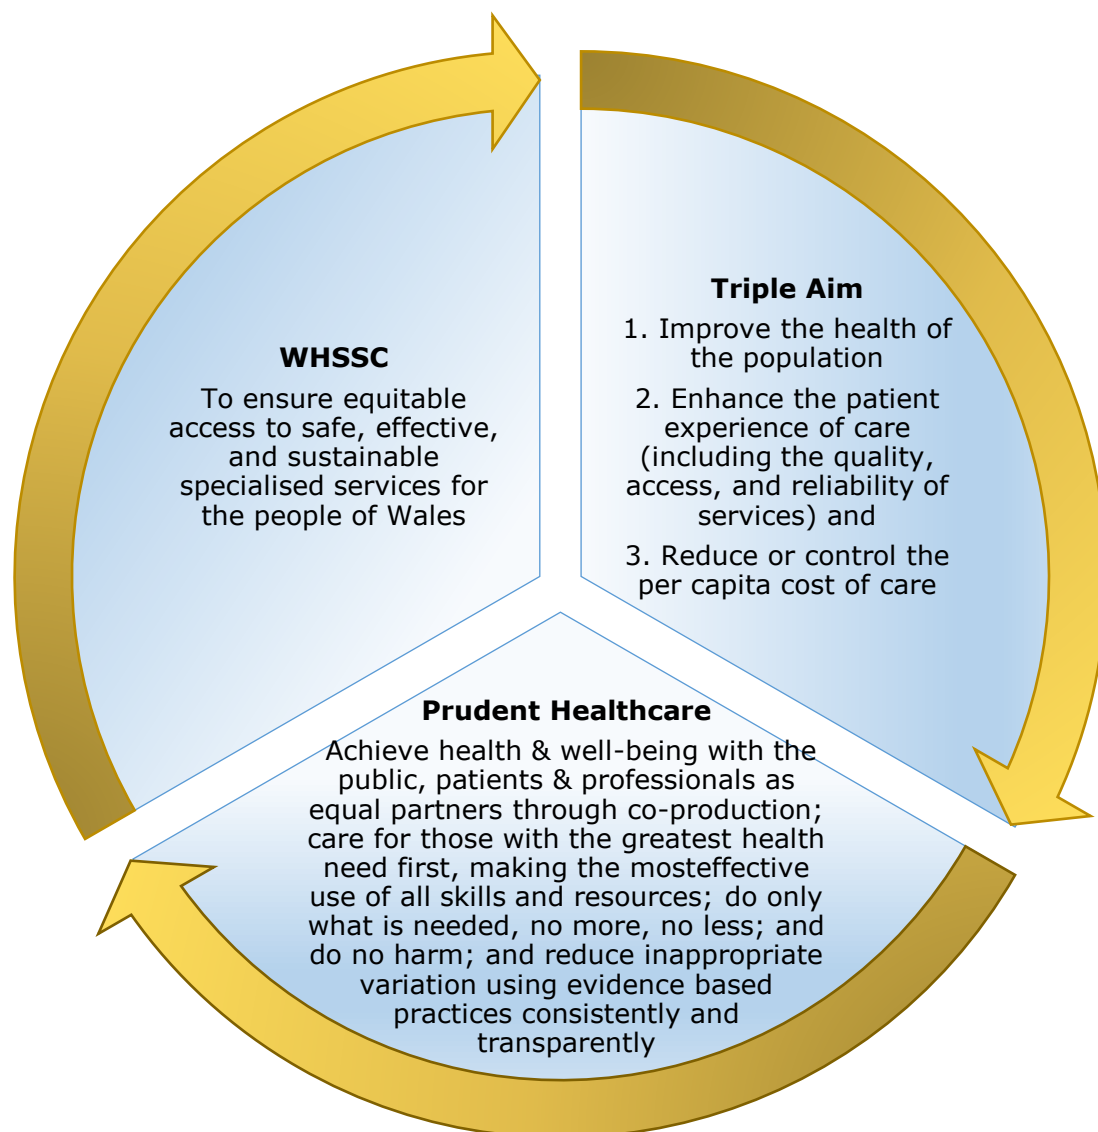 WHSSC
To ensure equitable
access to safe, effective,
and sustainable
specialised services for
the people of Wales
Triple Aim
1. Improve the health of
the population
2. Enhance the patient
experience of care
(including the quality,
access, and reliability of
services) and
3. Reduce or control the
per capita cost of care
Prudent Healthcare
Achieve health & well-being with the
public, patients & professionals as
equal partners through co-production;
care for those with the greatest health
need first, making the mosteffective
use of all skills and resources; do only
what is needed, no more, no less; and
do no harm; and reduce inappropriate
variation using evidence based
practices consistently and
transparently